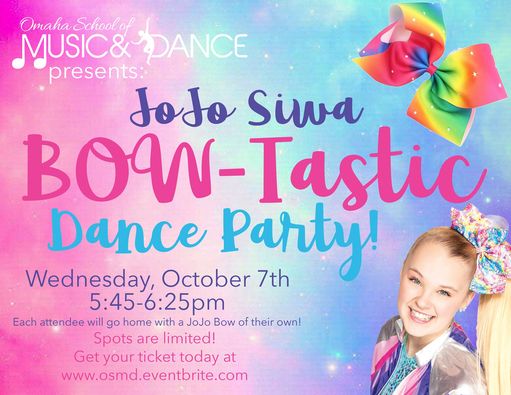 Omaha School of
MUSIC & DANCE
presents:
JoJo Siwa
BOW-Tastic
Dance Party!
Wednesday, October 7th
5:45-6:25pm
Each attendee will go home with a JoJo Bow of their own!
Spots are limited!
Get your ticket today at
www.osmd.eventbrite.com